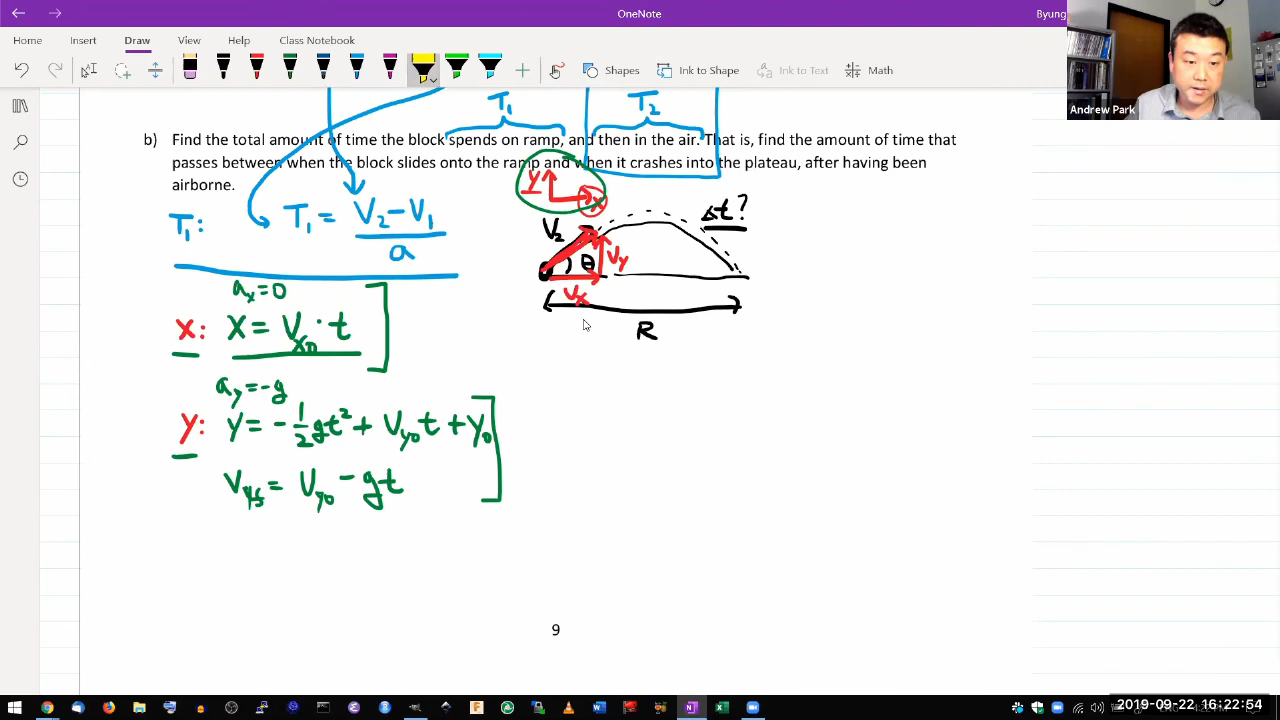 OneNote
Byung
Home Insert Draw View Help Class Notebook
Shapes Ink to Shape Ink to Text Math
Andrew Park
T₁ T₂
b) Find the total amount of time the block spends on ramp, and then in the air. That is, find the amount of time that
passes between when the block slides onto the ramp and when it crashes into the plateau, after having been
airborne.
T₁: T₁ = (V₂ - V₁) / a
y
x
V₂ θ Vy Δt?
Vx
R
aₓ = 0
x: x = Vx0 · t
ay = -g
y: y = -1/2 gt² + Vy0 t + y₀
Vyf = Vy0 - gt
9
2019-09-22 16:22:54